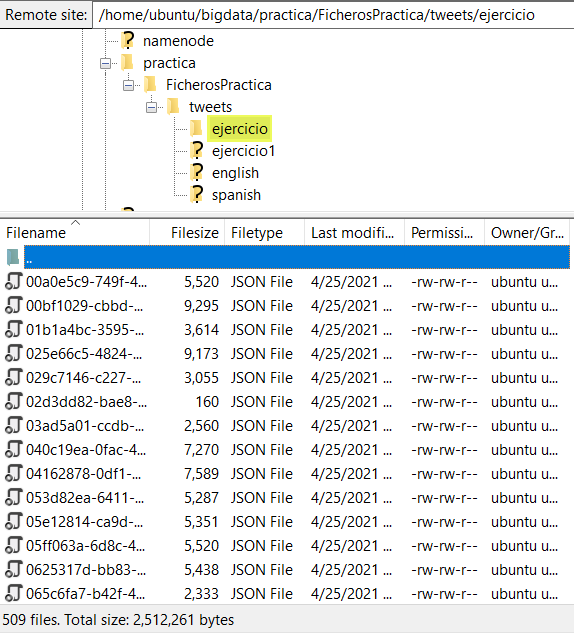 Remote site: /home/ubuntu/bigdata/practica/FicherosPractica/tweets/ejercicio
namenode
practica
FicherosPractica
tweets
ejercicio
ejercicio1
english
spanish
Filename Filesize Filetype Last modifi... Permissi... Owner/Gr...
..
00a0e5c9-749f-4... 5,520 JSON File 4/25/2021 ... -rw-rw-r-- ubuntu u...
00bf1029-cbbd-... 9,295 JSON File 4/25/2021 ... -rw-rw-r-- ubuntu u...
01b1a4bc-3595-... 3,614 JSON File 4/25/2021 ... -rw-rw-r-- ubuntu u...
025e66c5-4824-... 9,173 JSON File 4/25/2021 ... -rw-rw-r-- ubuntu u...
029c7146-c227-... 3,055 JSON File 4/25/2021 ... -rw-rw-r-- ubuntu u...
02d3dd82-bae8-... 160 JSON File 4/25/2021 ... -rw-rw-r-- ubuntu u...
03ad5a01-ccdb-... 2,560 JSON File 4/25/2021 ... -rw-rw-r-- ubuntu u...
040c19ea-0fac-4... 7,270 JSON File 4/25/2021 ... -rw-rw-r-- ubuntu u...
04162878-0df1-... 7,589 JSON File 4/25/2021 ... -rw-rw-r-- ubuntu u...
053d82ea-6411-... 5,287 JSON File 4/25/2021 ... -rw-rw-r-- ubuntu u...
05e12814-ca9d-... 5,351 JSON File 4/25/2021 ... -rw-rw-r-- ubuntu u...
05ff063a-6d8c-4... 5,520 JSON File 4/25/2021 ... -rw-rw-r-- ubuntu u...
0625317d-bb83-... 5,438 JSON File 4/25/2021 ... -rw-rw-r-- ubuntu u...
065c6fa7-b42f-4... 2,333 JSON File 4/25/2021 ... -rw-rw-r-- ubuntu u...
509 files. Total size: 2,512,261 bytes